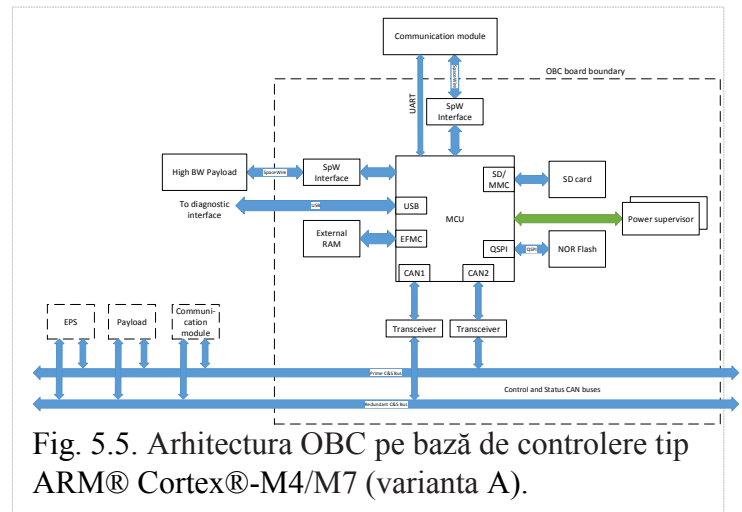 Communication module
OBC board boundary
SpaceWire
UART
SpW
Interface
High BW Payload
SpaceWire
SpW
Interface
SD/
MMC
SD card
To diagnostic
interface
USB
USB
MCU
Power supervisor
External
RAM
EFMC
QSPI
QSPI
NOR Flash
CAN1
CAN2
EPS
Payload
Communi-
cation
module
Transceiver
Transceiver
Prime C&S Bus
Control and Status CAN buses
Redundant C&S Bus
Fig. 5.5. Arhitectura OBC pe bază de controlere tip
ARM® Cortex®-M4/M7 (varianta A).